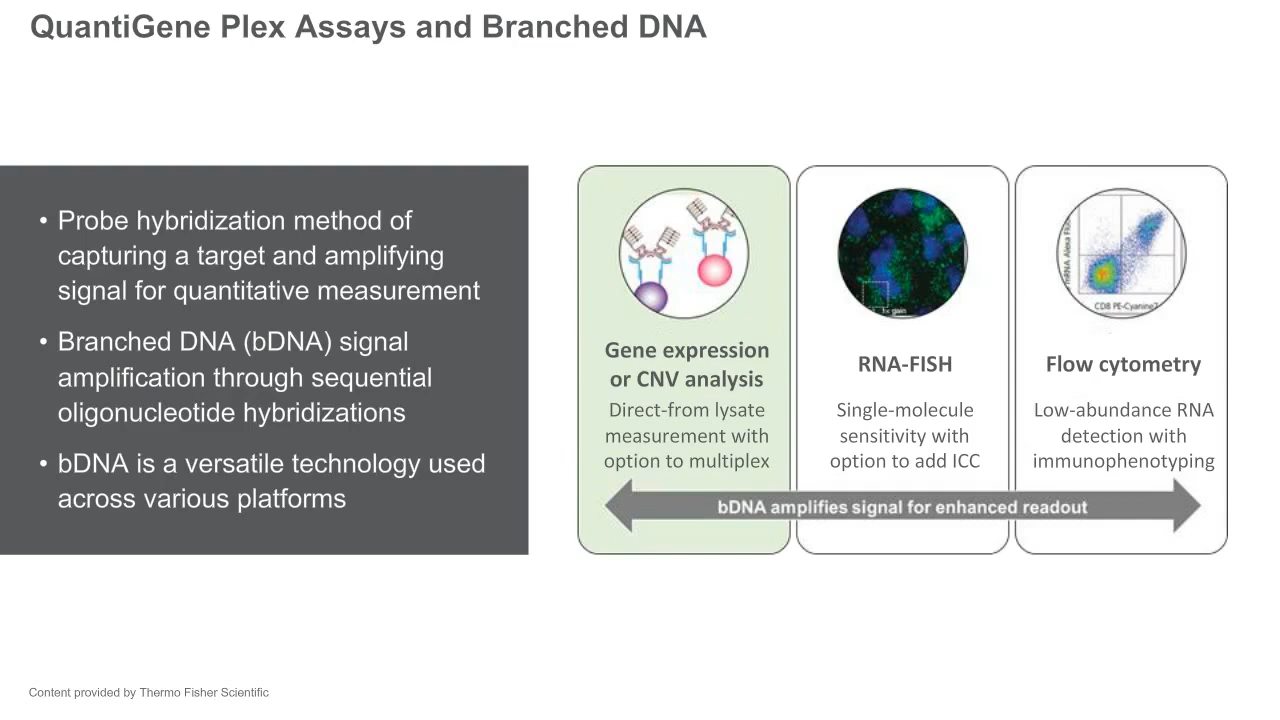 QuantiGene Plex Assays and Branched DNA
• Probe hybridization method of
capturing a target and amplifying
signal for quantitative measurement
• Branched DNA (bDNA) signal
amplification through sequential
oligonucleotide hybridizations
• bDNA is a versatile technology used
across various platforms
Gene expression
or CNV analysis
Direct-from lysate
measurement with
option to multiplex
gain
RNA-FISH
Single-molecule
sensitivity with
option to add ICC
mRNA Alexa
CD8 PE-Cyanine7
Flow cytometry
Low-abundance RNA
detection with
immunophenotyping
bDNA amplifies signal for enhanced readout
Content provided by Thermo Fisher Scientific